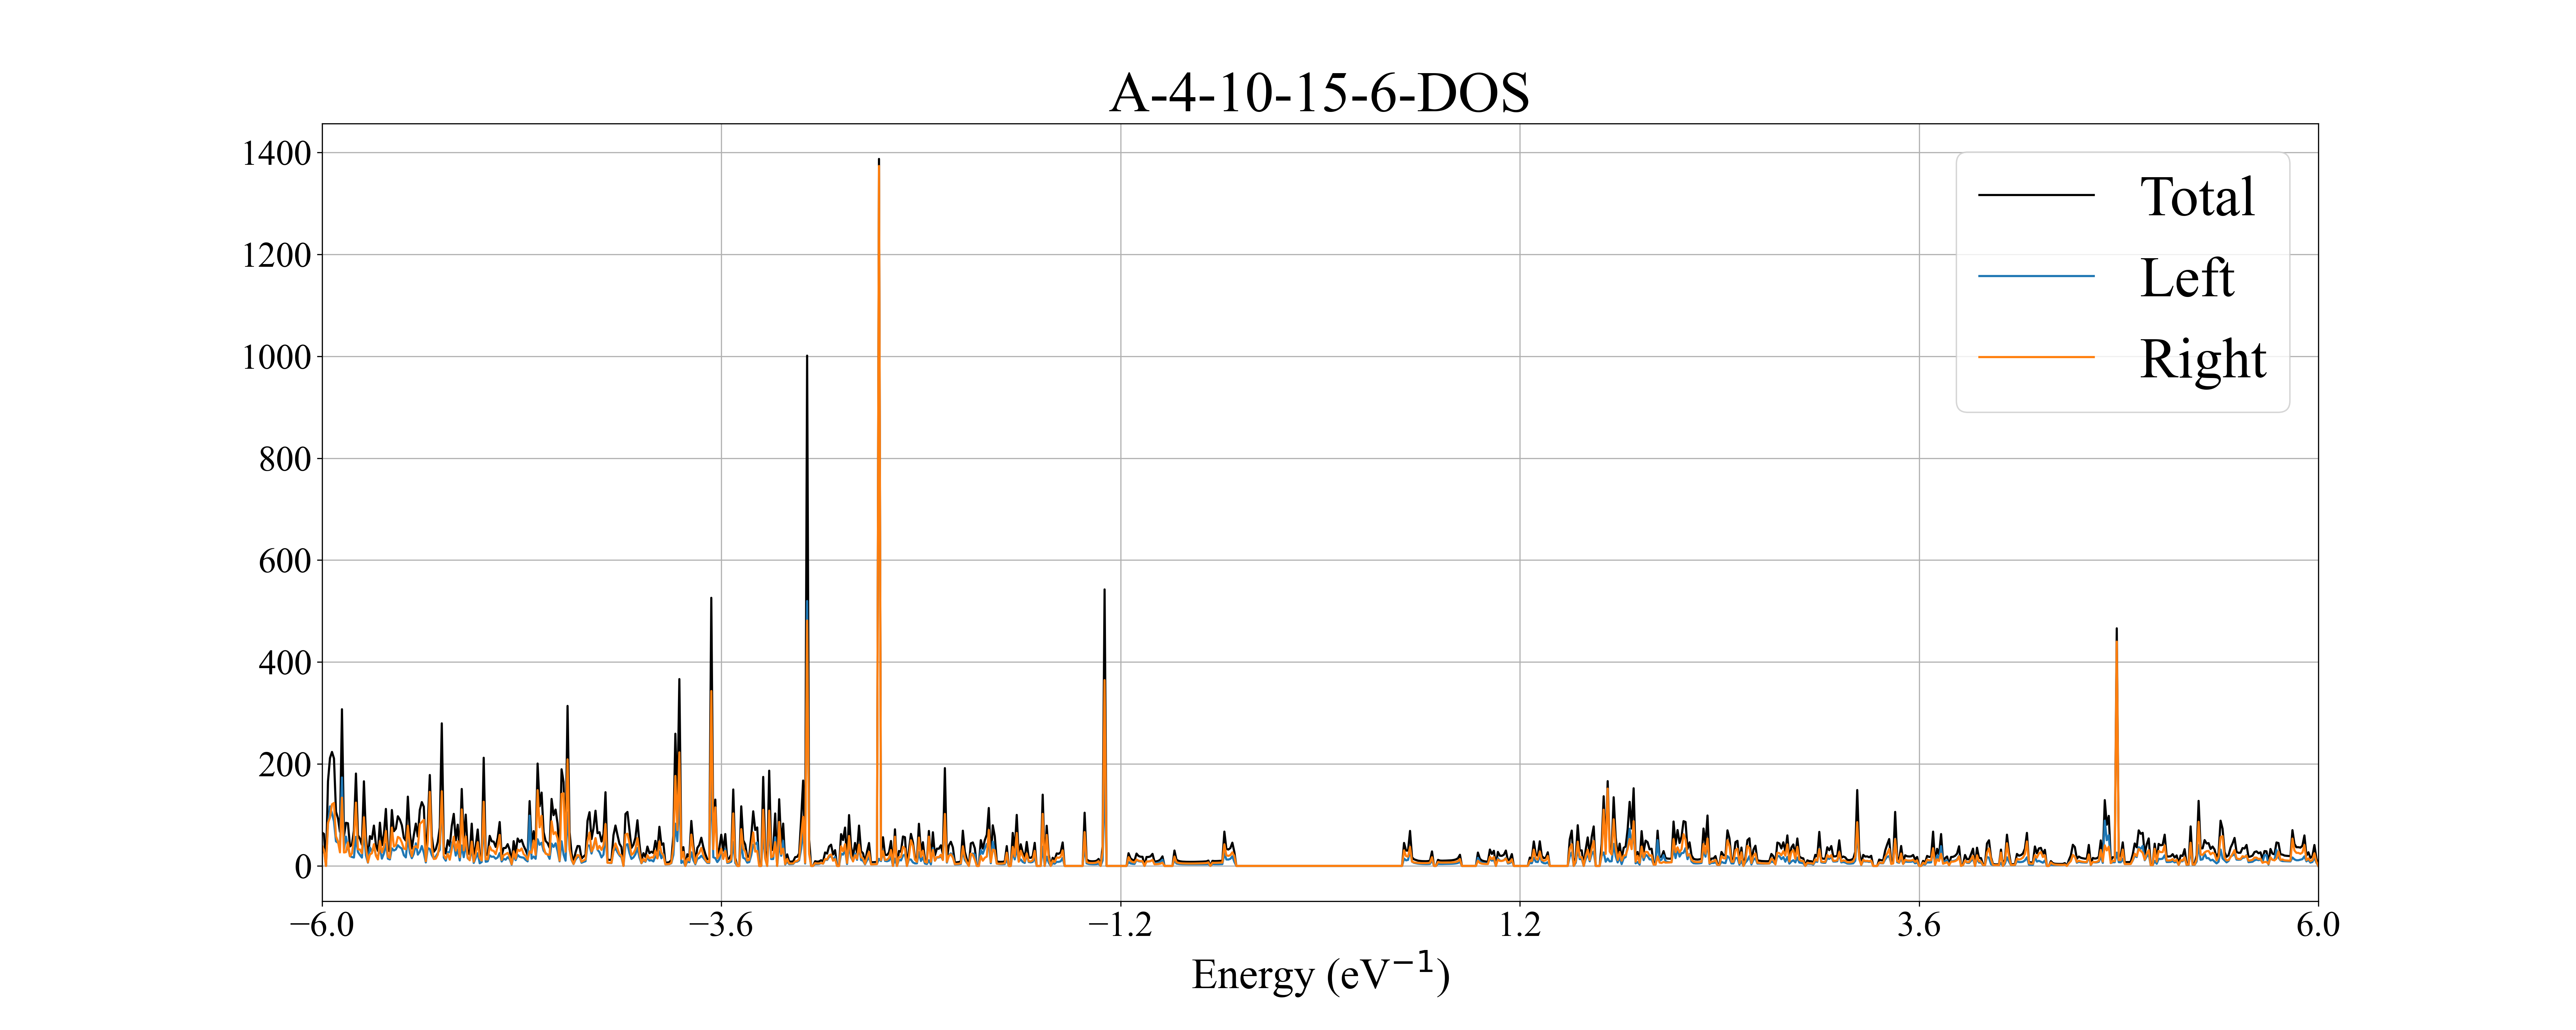 A-4-10-15-6-DOS
1400
1200
1000
800
600
400
200
0
Total
Left
Right
−6.0 −3.6 −1.2 1.2 3.6 6.0
Energy (eV⁻¹)